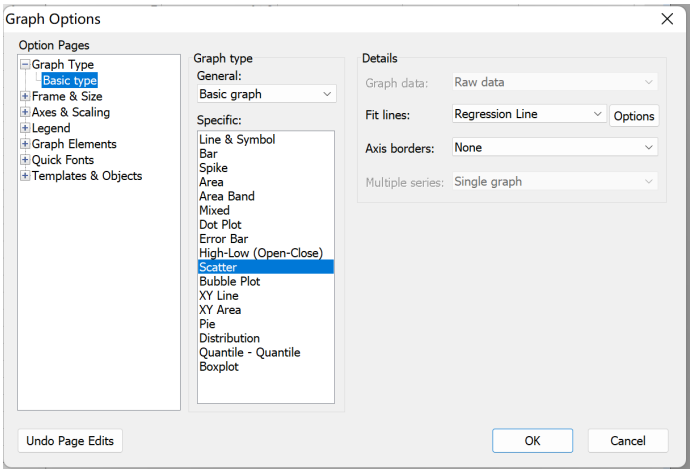 Graph Options
Option Pages
Graph Type
Basic type
Frame & Size
Axes & Scaling
Legend
Graph Elements
Quick Fonts
Templates & Objects
Graph type
General:
Basic graph
Specific:
Line & Symbol
Bar
Spike
Area
Area Band
Mixed
Dot Plot
Error Bar
High-Low (Open-Close)
Scatter
Bubble Plot
XY Line
XY Area
Pie
Distribution
Quantile - Quantile
Boxplot
Details
Graph data: Raw data
Fit lines: Regression Line Options
Axis borders: None
Multiple series: Single graph
Undo Page Edits
OK
Cancel